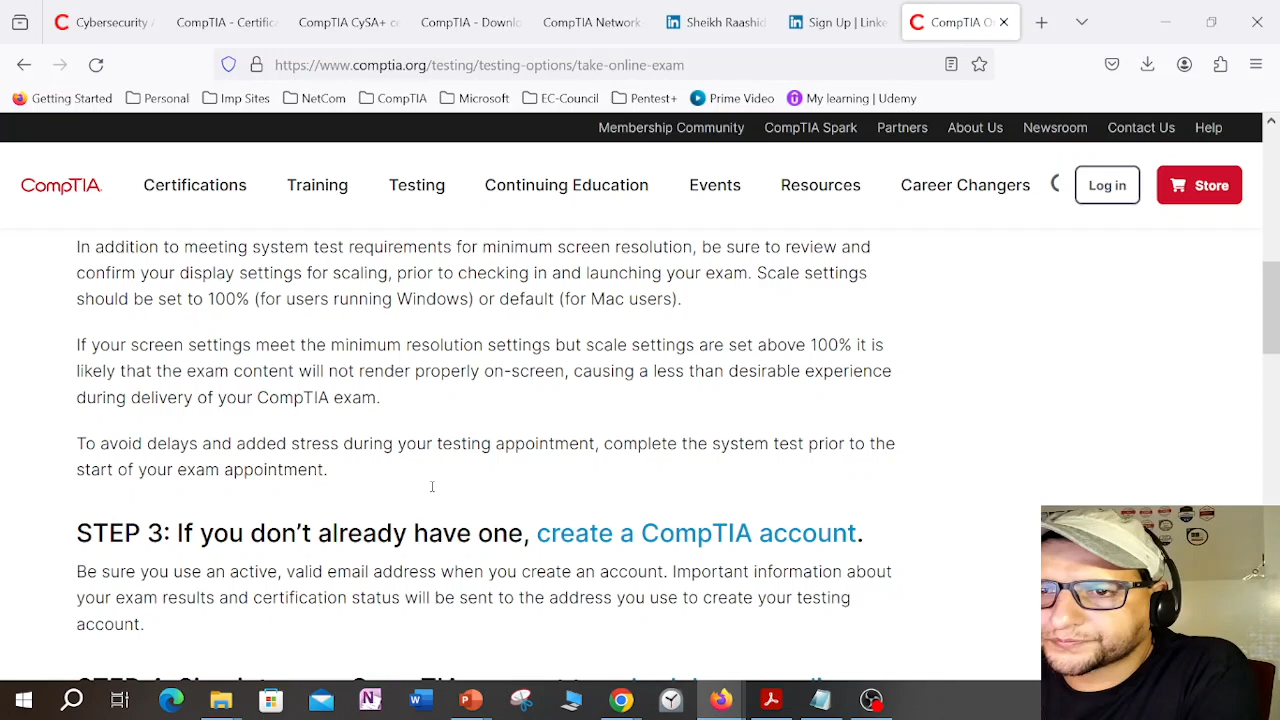 Cybersecurity
CompTIA - Certific
CompTIA CySA+ c
CompTIA - Downlo
CompTIA Network
in Sheikh Raashid
in Sign Up | Linke
CompTIA O
https://www.comptia.org/testing/testing-options/take-online-exam
Getting Started
Personal
Imp Sites
NetCom
CompTIA
Microsoft
EC-Council
Pentest+
Prime Video
My learning | Udemy
Membership Community
CompTIA Spark
Partners
About Us
Newsroom
Contact Us
Help
CompTIA.
Certifications
Training
Testing
Continuing Education
Events
Resources
Career Changers
Log in
Store
In addition to meeting system test requirements for minimum screen resolution, be sure to review and
confirm your display settings for scaling, prior to checking in and launching your exam. Scale settings
should be set to 100% (for users running Windows) or default (for Mac users).
If your screen settings meet the minimum resolution settings but scale settings are set above 100% it is
likely that the exam content will not render properly on-screen, causing a less than desirable experience
during delivery of your CompTIA exam.
To avoid delays and added stress during your testing appointment, complete the system test prior to the
start of your exam appointment.
STEP 3: If you don’t already have one, create a CompTIA account.
Be sure you use an active, valid email address when you create an account. Important information about
your exam results and certification status will be sent to the address you use to create your testing
account.